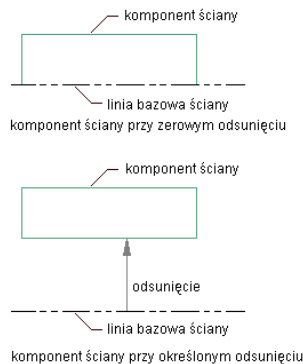 komponent ściany
linia bazowa ściany
komponent ściany przy zerowym odsunięciu
komponent ściany
odsunięcie
linia bazowa ściany
komponent ściany przy określonym odsunięciu